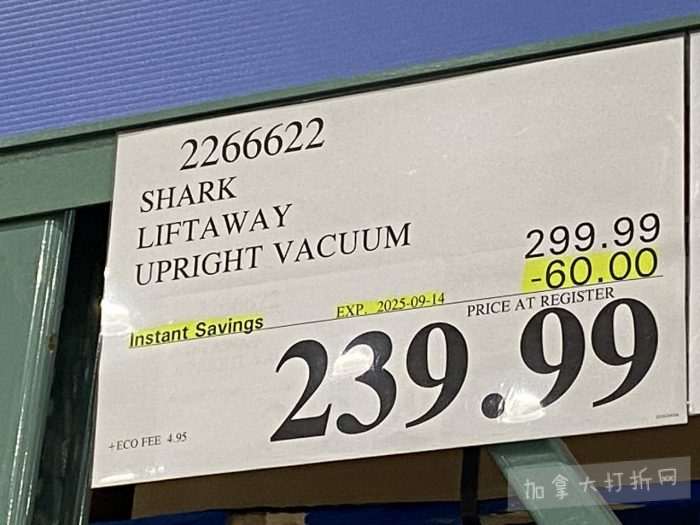 2266622
SHARK
LIFTAWAY
UPRIGHT VACUUM
299.99
-60.00
Instant Savings EXP. 2025-09-14 PRICE AT REGISTER
239.99
+ECO FEE 4.95
加拿大打折网